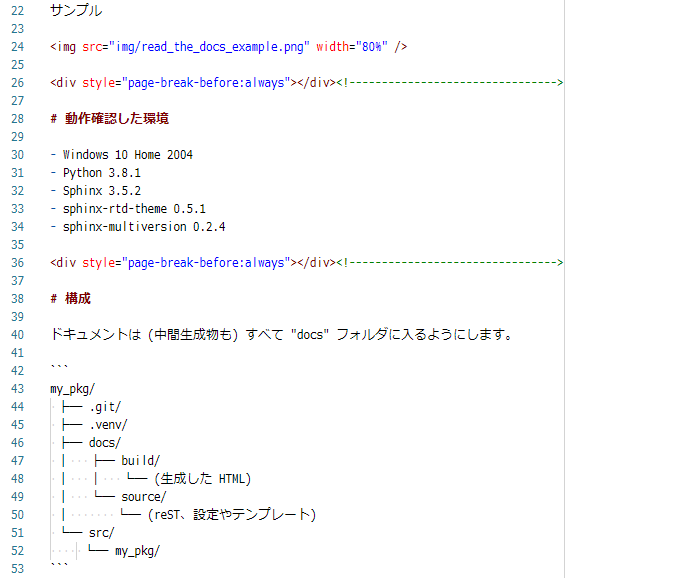 22 サンプル
23
24 <img src="img/read_the_docs_example.png" width="80%" />
25
26 <div style="page-break-before:always"></div><!-------------------------------->
27
28 # 動作確認した環境
29
30 - Windows 10 Home 2004
31 - Python 3.8.1
32 - Sphinx 3.5.2
33 - sphinx-rtd-theme 0.5.1
34 - sphinx-multiversion 0.2.4
35
36 <div style="page-break-before:always"></div><!-------------------------------->
37
38 # 構成
39
40 ドキュメントは (中間生成物も) すべて "docs" フォルダに入るようにします。
41
42 ```
43 my_pkg/
44 ├── .git/
45 ├── .venv/
46 ├── docs/
47 │   ├── build/
48 │   │   └── (生成した HTML)
49 │   └── source/
50 │       └── (reST、設定やテンプレート)
51 └── src/
52     └── my_pkg/
53 ```